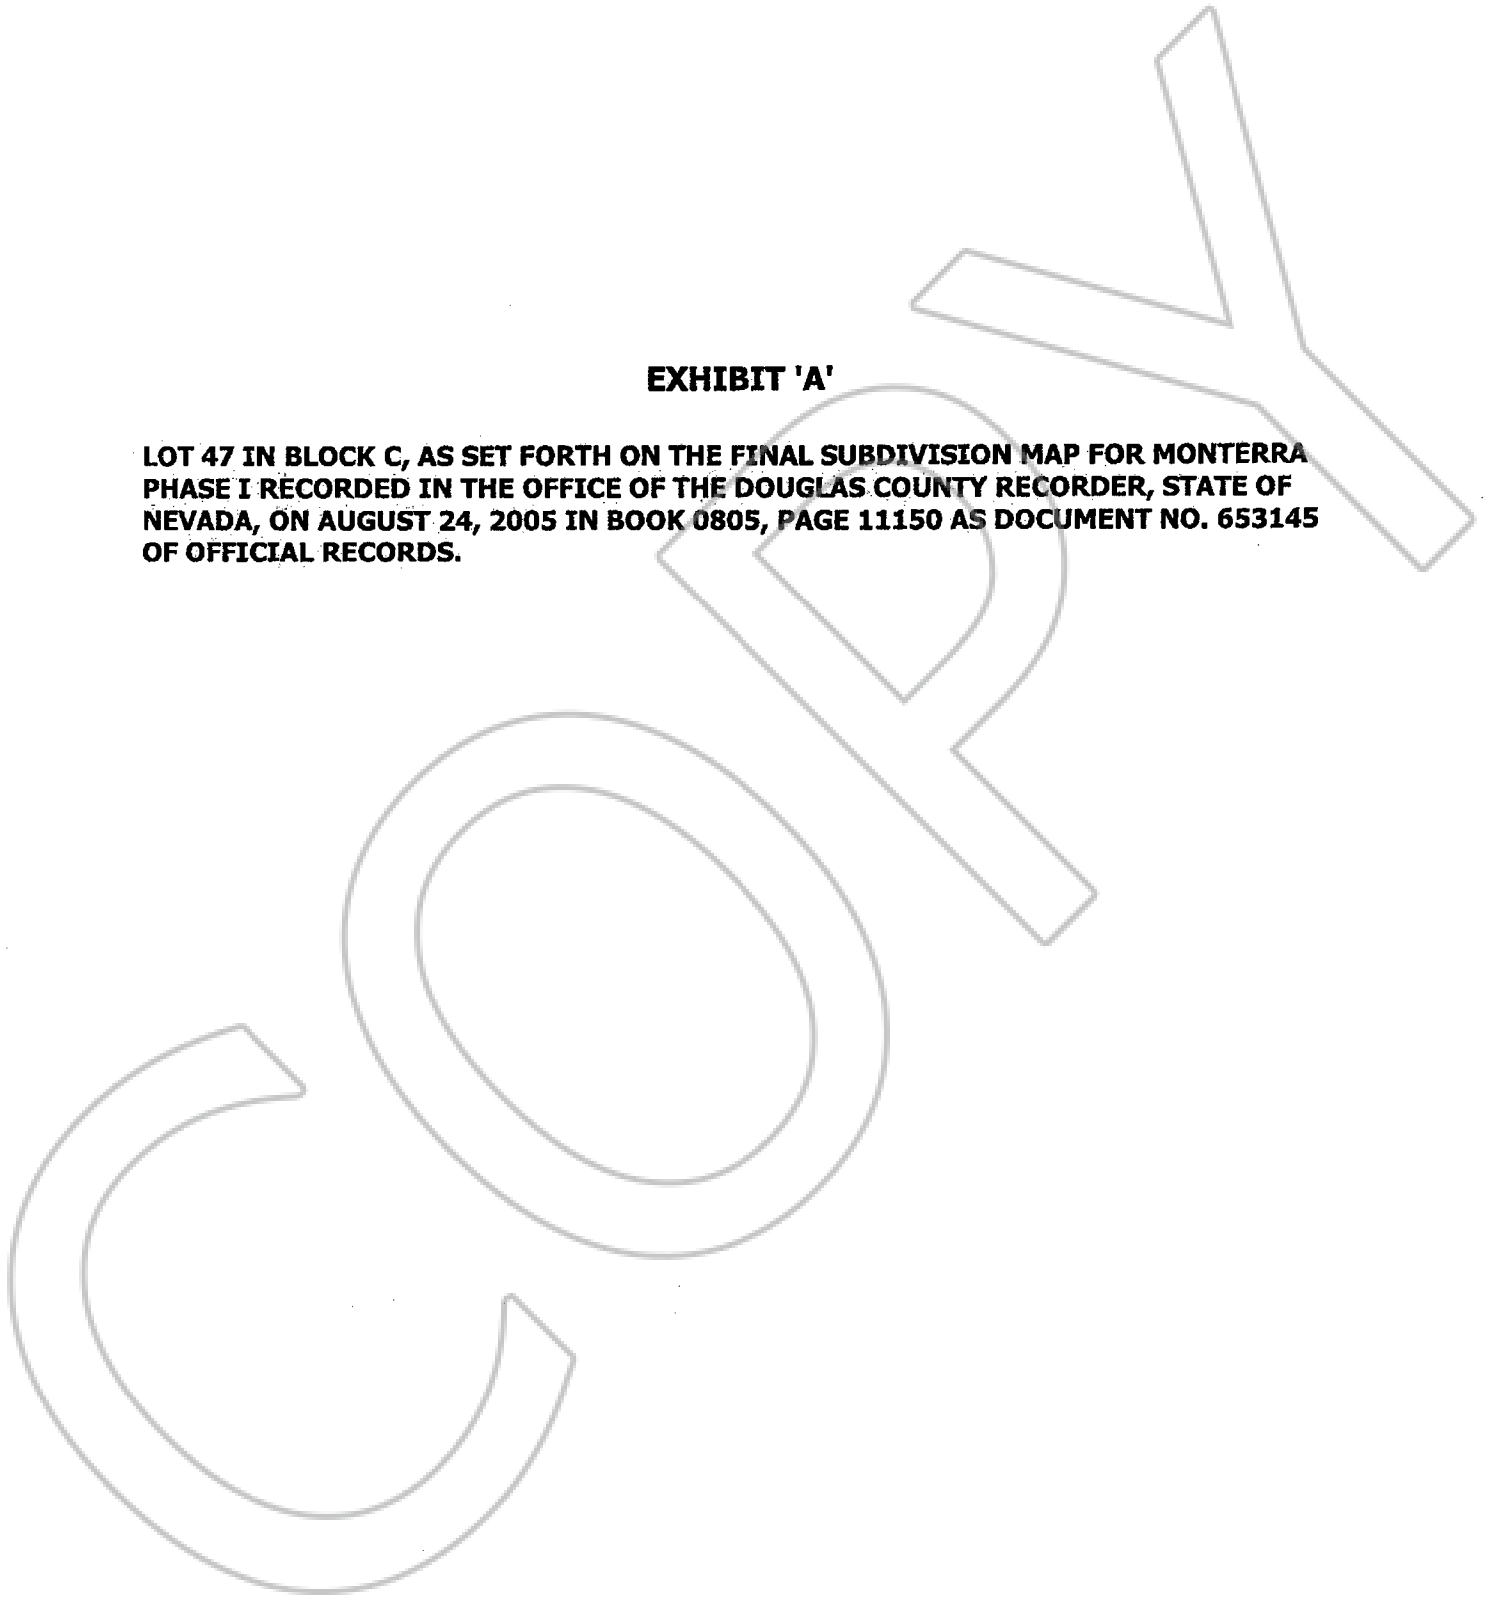 EXHIBIT 'A'
LOT 47 IN BLOCK C, AS SET FORTH ON THE FINAL SUBDIVISION MAP FOR MONTERRA
PHASE I RECORDED IN THE OFFICE OF THE DOUGLAS COUNTY RECORDER, STATE OF
NEVADA, ON AUGUST 24, 2005 IN BOOK 0805, PAGE 11150 AS DOCUMENT NO. 653145
OF OFFICIAL RECORDS.
COPY